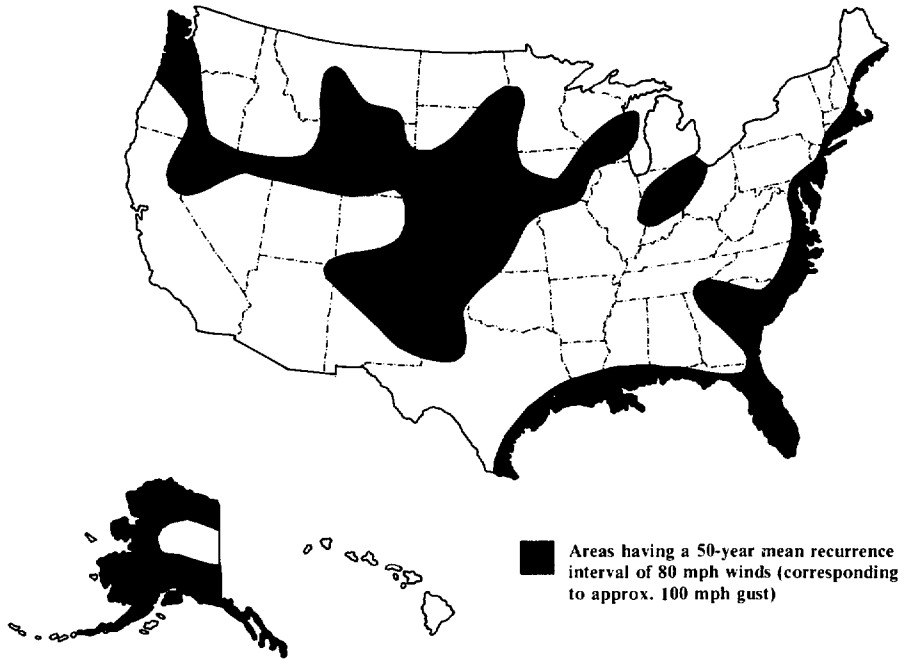 Areas having a 50-year mean recurrence
interval of 80 mph winds (corresponding
to approx. 100 mph gust)